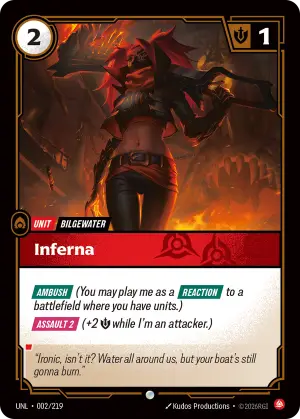 2
1
UNIT BILGEWATER
Inferna
AMBUSH (You may play me as a REACTION to a
battlefield where you have units.)
ASSAULT 2 (+2 while I'm an attacker.)
"Ironic, isn't it? Water all around us, but your boat's still
gonna burn."
UNL • 002/219 Kudos Productions • ©2026RGI